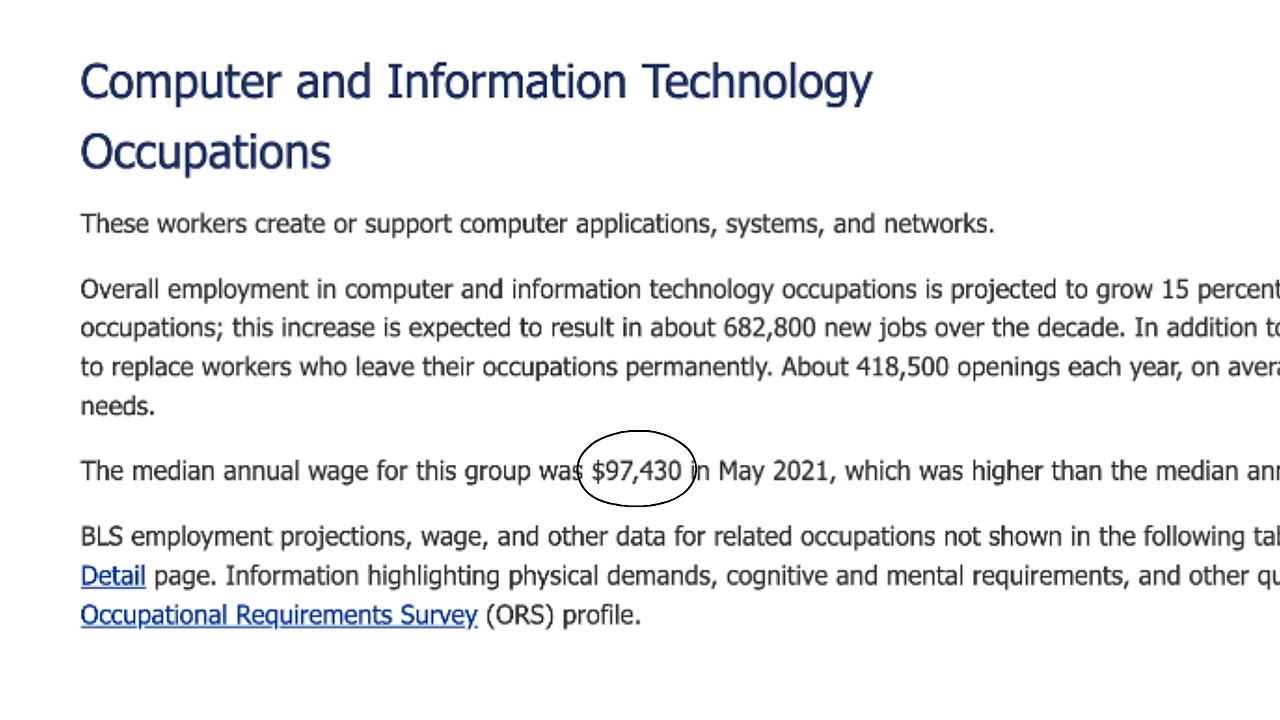 Computer and Information Technology
Occupations
These workers create or support computer applications, systems, and networks.
Overall employment in computer and information technology occupations is projected to grow 15 percent
occupations; this increase is expected to result in about 682,800 new jobs over the decade. In addition to
to replace workers who leave their occupations permanently. About 418,500 openings each year, on avera
needs.
The median annual wage for this group was $97,430 in May 2021, which was higher than the median ann
BLS employment projections, wage, and other data for related occupations not shown in the following tab
Detail page. Information highlighting physical demands, cognitive and mental requirements, and other qu
Occupational Requirements Survey (ORS) profile.